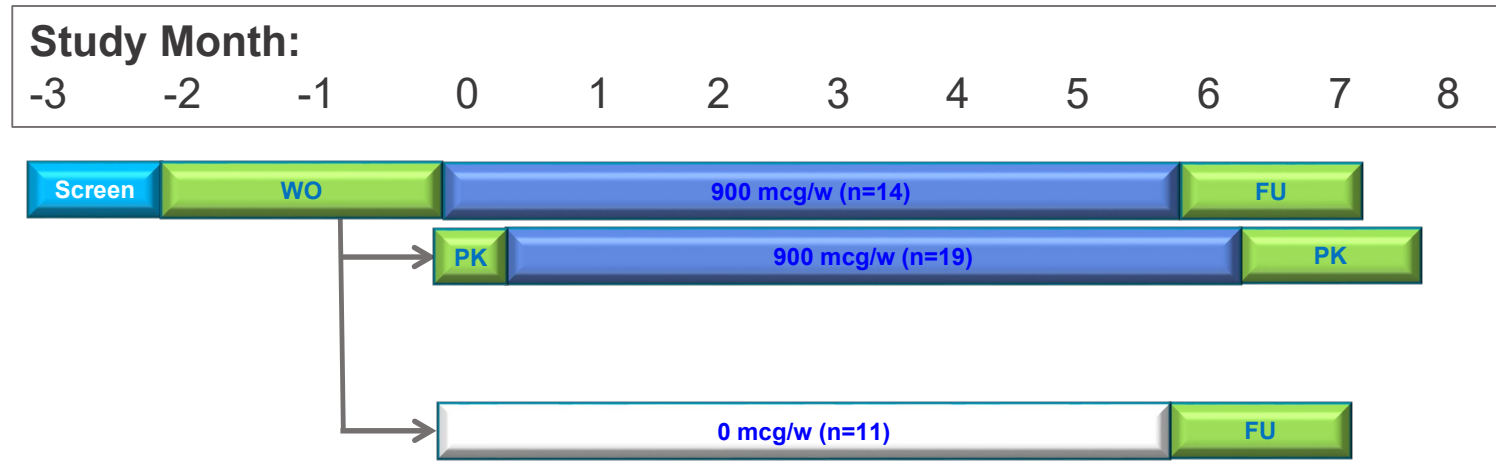 Study Month:
-3 -2 -1 0 1 2 3 4 5 6 7 8
Screen WO 900 mcg/w (n=14) FU
PK 900 mcg/w (n=19) PK
0 mcg/w (n=11) FU